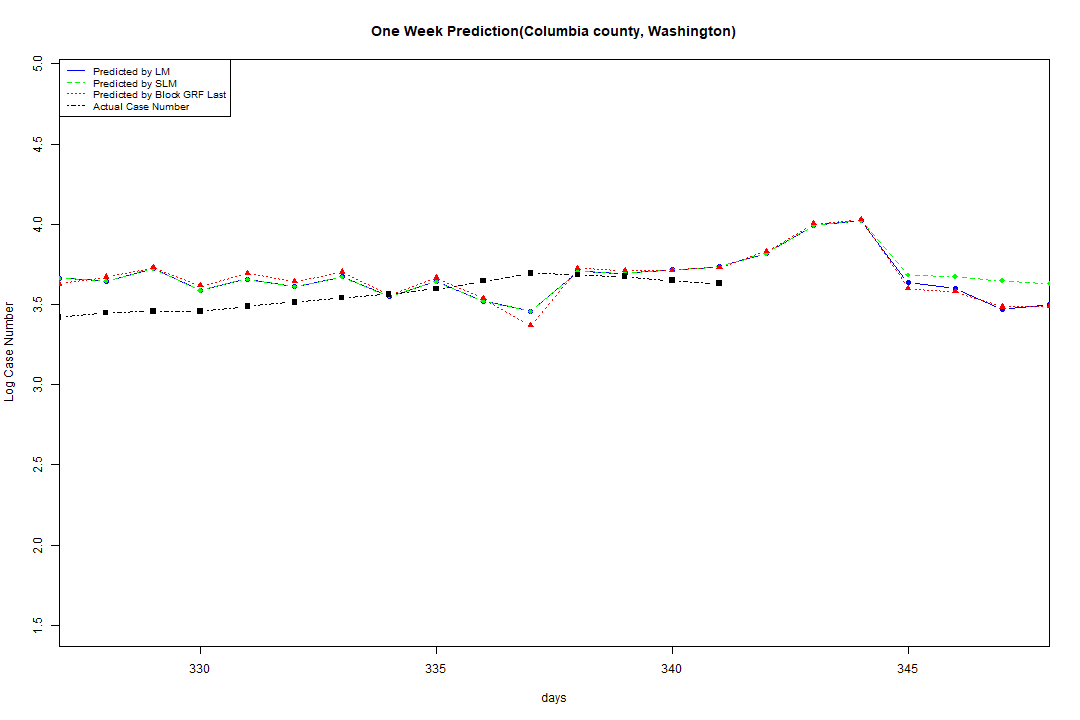 One Week Prediction(Columbia county, Washington)
Predicted by LM
Predicted by SLM
Predicted by Block GRF Last
Actual Case Number
Log Case Number
5.0
4.5
4.0
3.5
3.0
2.5
2.0
1.5
330 335 340 345
days